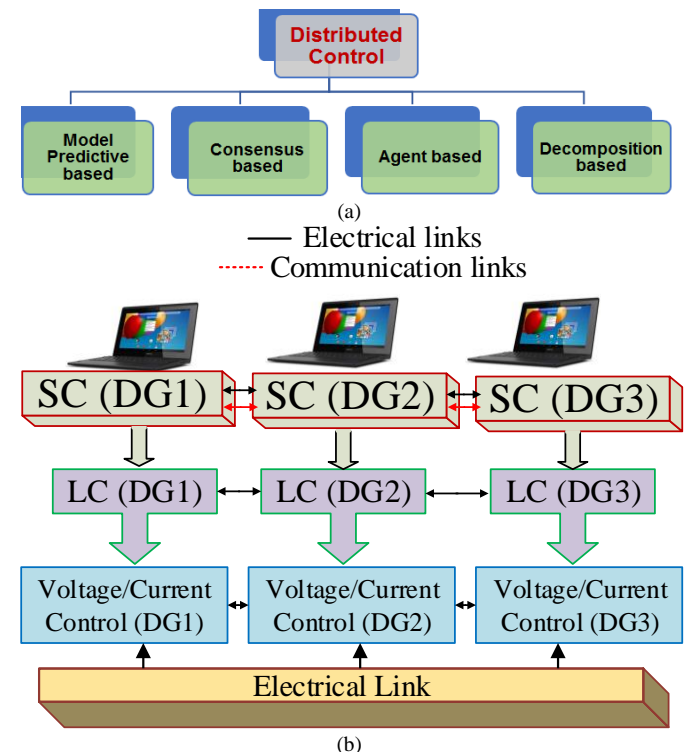 Distributed
Control
Model
Predictive
based
Consensus
based
Agent based
Decomposition
based
(a)
Electrical links
Communication links
SC (DG1)
SC (DG2)
SC (DG3)
LC (DG1)
LC (DG2)
LC (DG3)
Voltage/Current
Control (DG1)
Voltage/Current
Control (DG2)
Voltage/Current
Control (DG3)
Electrical Link
(b)